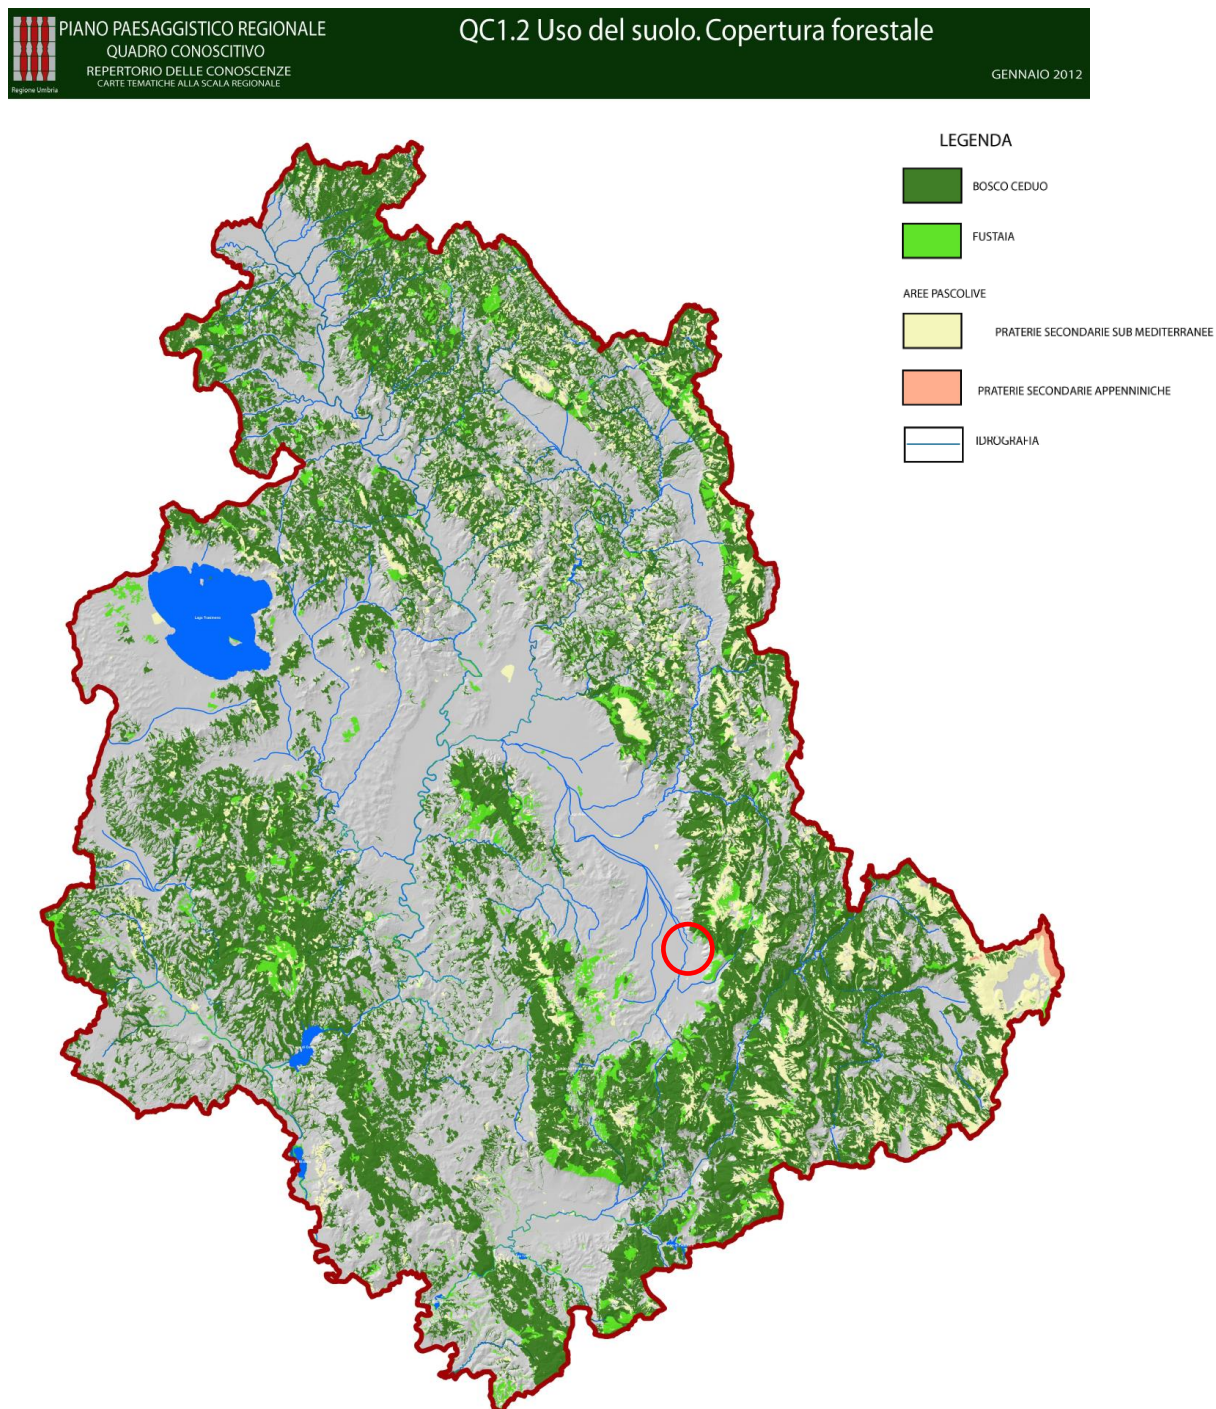 PIANO PAESAGGISTICO REGIONALE
QUADRO CONOSCITIVO
REPERTORIO DELLE CONOSCENZE
CARTE TEMATICHE ALLA SCALA REGIONALE
Regione Umbria
QC1.2 Uso del suolo. Copertura forestale
GENNAIO 2012
LEGENDA
BOSCO CEDUO
FUSTAIA
AREE PASCOLIVE
PRATERIE SECONDARIE SUB MEDITERRANEE
PRATERIE SECONDARIE APPENNINICHE
IDROGRAFIA
Lago Trasimeno